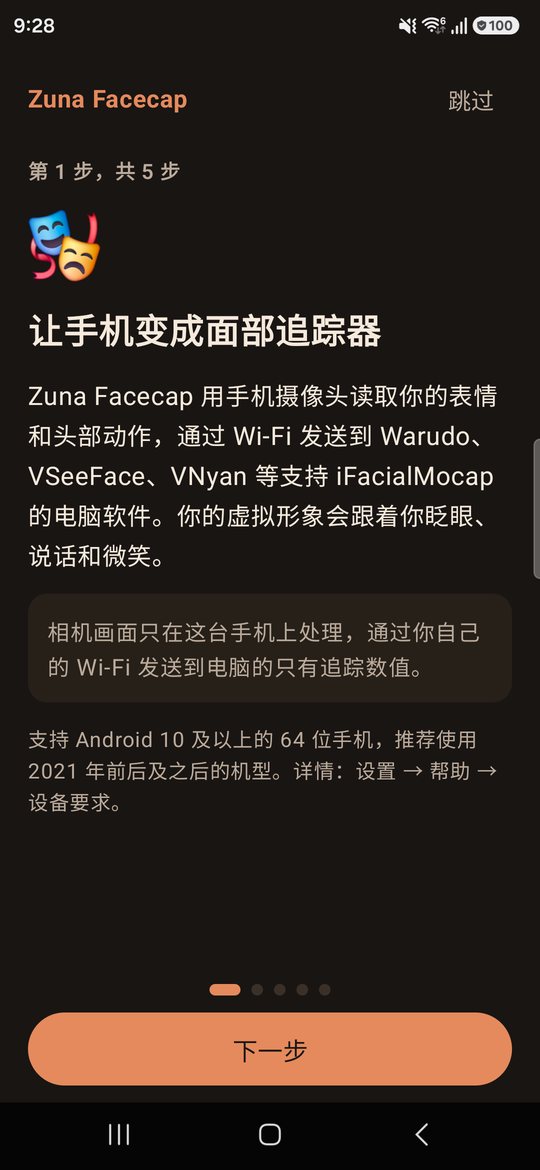 9:28
6
100
Zuna Facecap
跳过
第 1 步，共 5 步
让手机变成面部追踪器
Zuna Facecap 用手机摄像头读取你的表情
和头部动作，通过 Wi-Fi 发送到 Warudo、
VSeeFace、VNyan 等支持 iFacialMocap
的电脑软件。你的虚拟形象会跟着你眨眼、
说话和微笑。
相机画面只在这台手机上处理，通过你自己
的 Wi-Fi 发送到电脑的只有追踪数值。
支持 Android 10 及以上的 64 位手机，推荐使用
2021 年前后及之后的机型。详情：设置 → 帮助 →
设备要求。
下一步